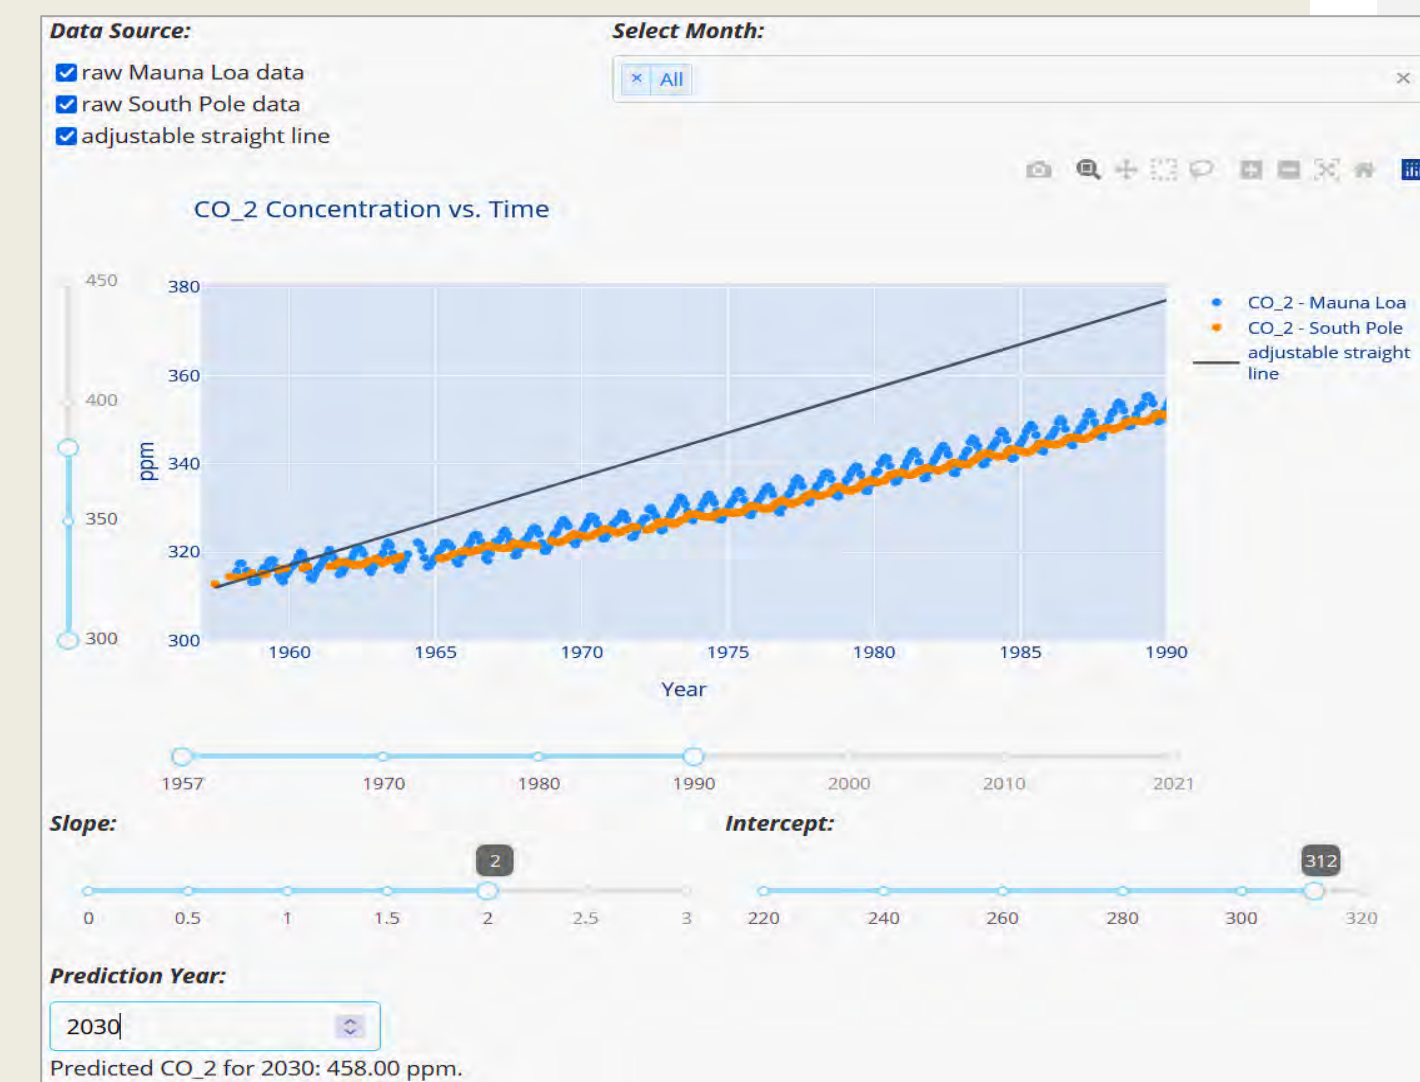 Data Source:
Select Month:
raw Mauna Loa data
raw South Pole data
adjustable straight line
× All
×
CO_2 Concentration vs. Time
450
400
350
300
ppm
380
360
340
320
300
1960 1965 1970 1975 1980 1985 1990
Year
CO_2 - Mauna Loa
CO_2 - South Pole
adjustable straight
line
1957 1970 1980 1990 2000 2010 2021
Slope:
2
0 0.5 1 1.5 2 2.5 3
Intercept:
312
220 240 260 280 300 320
Prediction Year:
2030
Predicted CO_2 for 2030: 458.00 ppm.